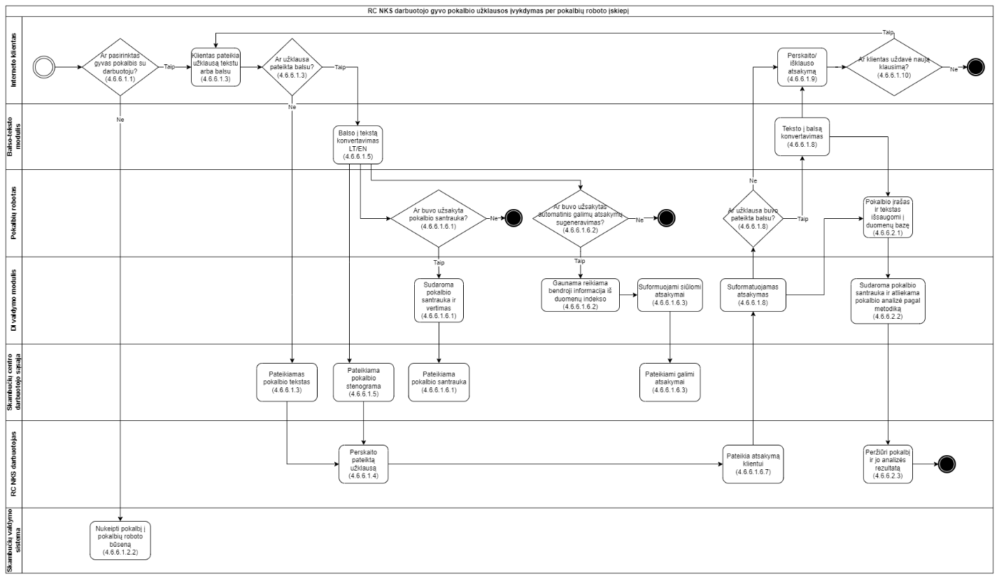 RC NKS darbuotojo gyvo pokalbio užklausos įvykdymas per pokalbių roboto įskiepį
Interneto klientas
Ar pasirinktas
gyvas pokalbis su
darbuotoju?
(4.6.6.1.1)
Taip
Ne
Klientas pateikia
užklausą tekstu
arba balsu
(4.6.6.1.3)
Ar užklausa
pateikta balsu?
(4.6.6.1.3)
Taip
Ne
Perskaito/
išklauso
atsakymą
(4.6.6.1.9)
Ar klientas uždavė naują
klausimą?
(4.6.6.1.10)
Taip
Ne
Balso-teksto
modulis
Balso į tekstą
konvertavimas
LT/EN
(4.6.6.1.5)
Teksto į balsą
konvertavimas
(4.6.6.1.8)
Pokalbių robotas
Ar buvo užsakyta
pokalbio santrauka?
(4.6.6.1.6.1)
Ne
Taip
Ar buvo užsakytas
automatinis galimų atsakymų
sugeneravimas?
(4.6.6.1.6.2)
Ne
Taip
Ar užklausa buvo
pateikta balsu?
(4.6.6.1.8)
Ne
Taip
Pokalbio įrašas
ir tekstas
išsaugomi į
duomenų bazę
(4.6.6.2.1)
DI valdymo modulis
Sudaroma
pokalbio
santrauka ir
vertimas
(4.6.6.1.6.1)
Gaunama reikiama
bendroji informacija iš
duomenų indekso
(4.6.6.1.6.2)
Suformuojami siūlomi
atsakymai
(4.6.6.1.6.3)
Suformatuojamas
atsakymas
(4.6.6.1.8)
Sudaroma pokalbio
santrauka ir atliekama
pokalbio analizė pagal
metodiką
(4.6.6.2.2)
Skambučių centro
darbuotojo sąsaja
Pateikiamas
pokalbio tekstas
(4.6.6.1.3)
Pateikiama
pokalbio
stenograma
(4.6.6.1.5)
Pateikiama
pokalbio santrauka
(4.6.6.1.6.1)
Pateikiami galimi
atsakymai
(4.6.6.1.6.3)
RC NKS darbuotojas
Perskaito
pateiktą
užklausą
(4.6.6.1.4)
Pateikia atsakymą
klientui
(4.6.6.1.6.7)
Peržiūri pokalbį
ir jo analizės
rezultatą
(4.6.6.2.3)
Skambučių valdymo
sistema
Nukeipti pokalbį į
pokalbių roboto
būseną
(4.6.6.1.2.2)